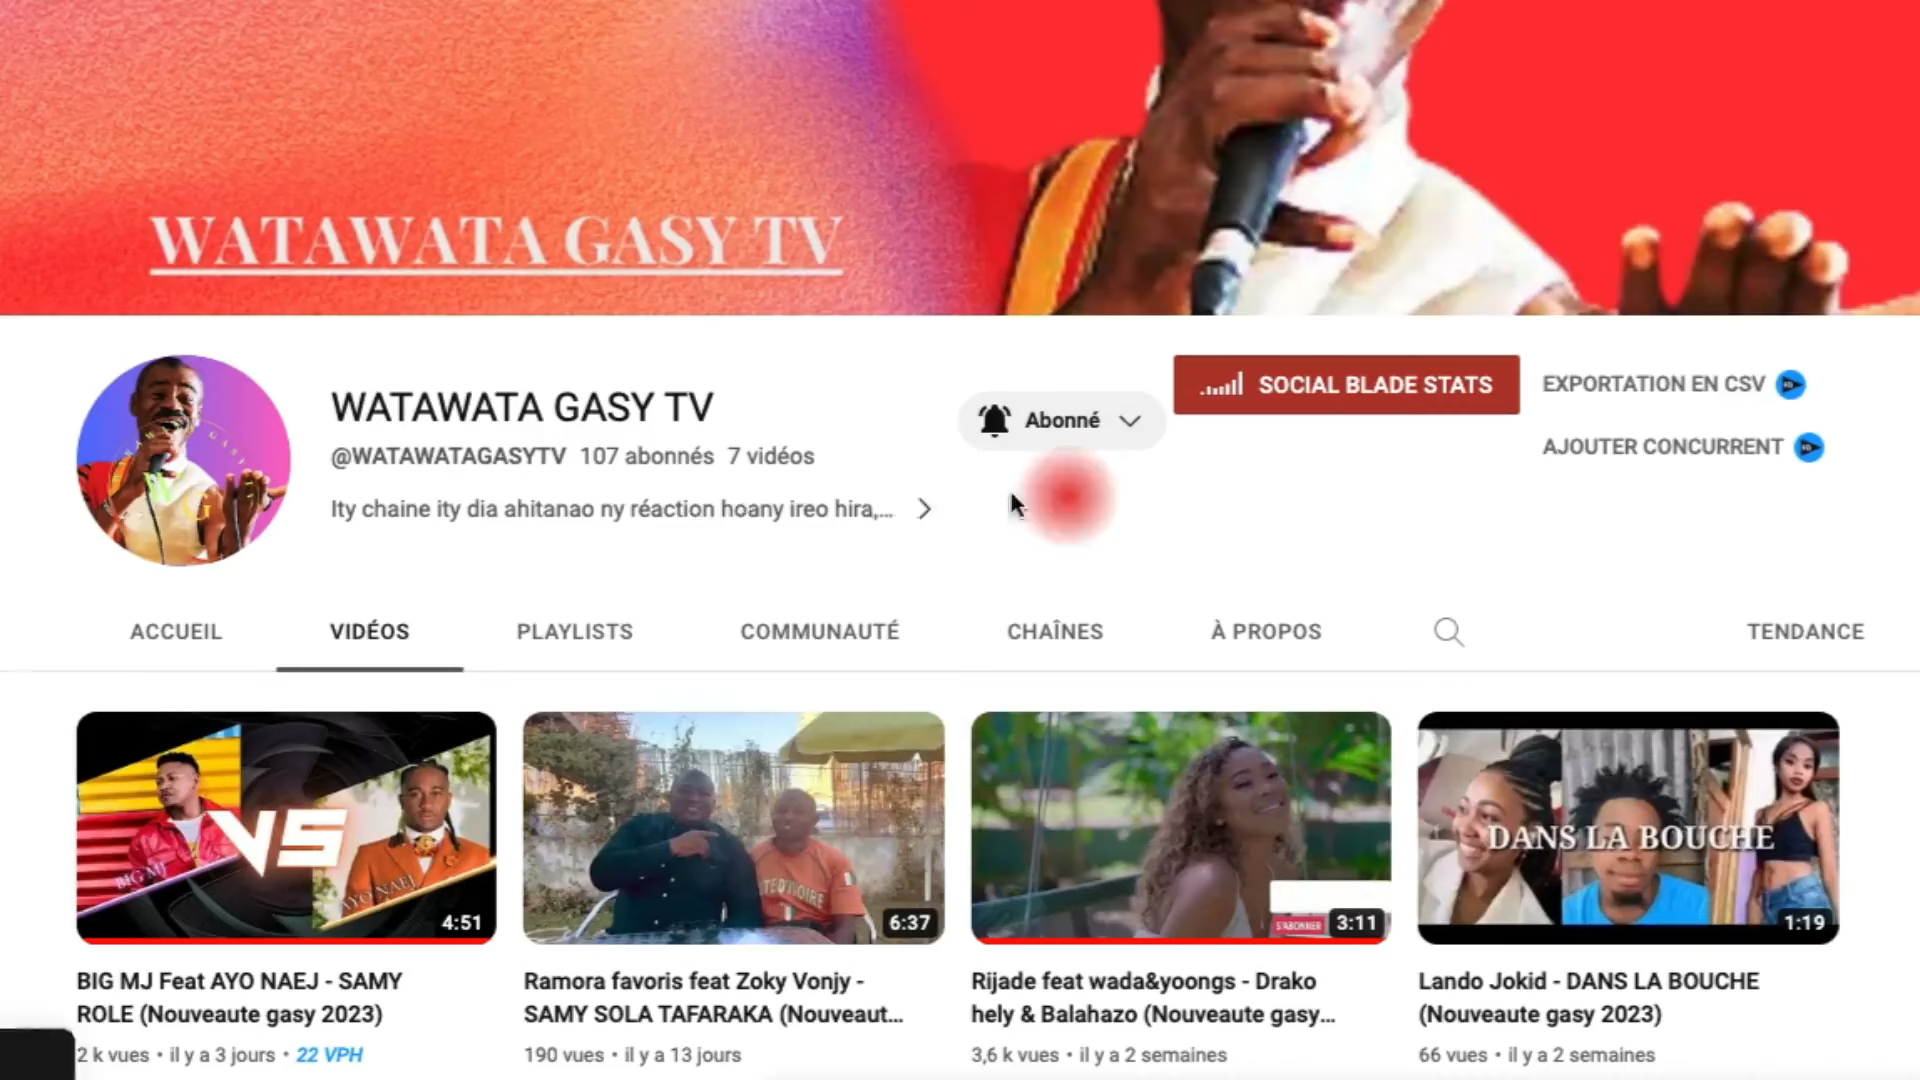 WATAWATA GASY TV
WATAWATA GASY TV
@WATAWATAGASYTV 107 abonnés 7 vidéos
Ity chaine ity dia ahitanao ny réaction hoany ireo hira,...
Abonné
SOCIAL BLADE STATS
EXPORTATION EN CSV
AJOUTER CONCURRENT
ACCUEIL VIDÉOS PLAYLISTS COMMUNAUTÉ CHAÎNES À PROPOS TENDANCE
VS
BIG MJ
AYO NAEJ
4:51
6:37
S'ABONNER
3:11
DANS LA BOUCHE
1:19
BIG MJ Feat AYO NAEJ - SAMY
ROLE (Nouveaute gasy 2023)
2 k vues • il y a 3 jours • 22 VPH
Ramora favoris feat Zoky Vonjy -
SAMY SOLA TAFARAKA (Nouveaut...
190 vues • il y a 13 jours
Rijade feat wada&yoongs - Drako
hely & Balahazo (Nouveaute gasy...
3,6 k vues • il y a 2 semaines
Lando Jokid - DANS LA BOUCHE
(Nouveaute gasy 2023)
66 vues • il y a 2 semaines